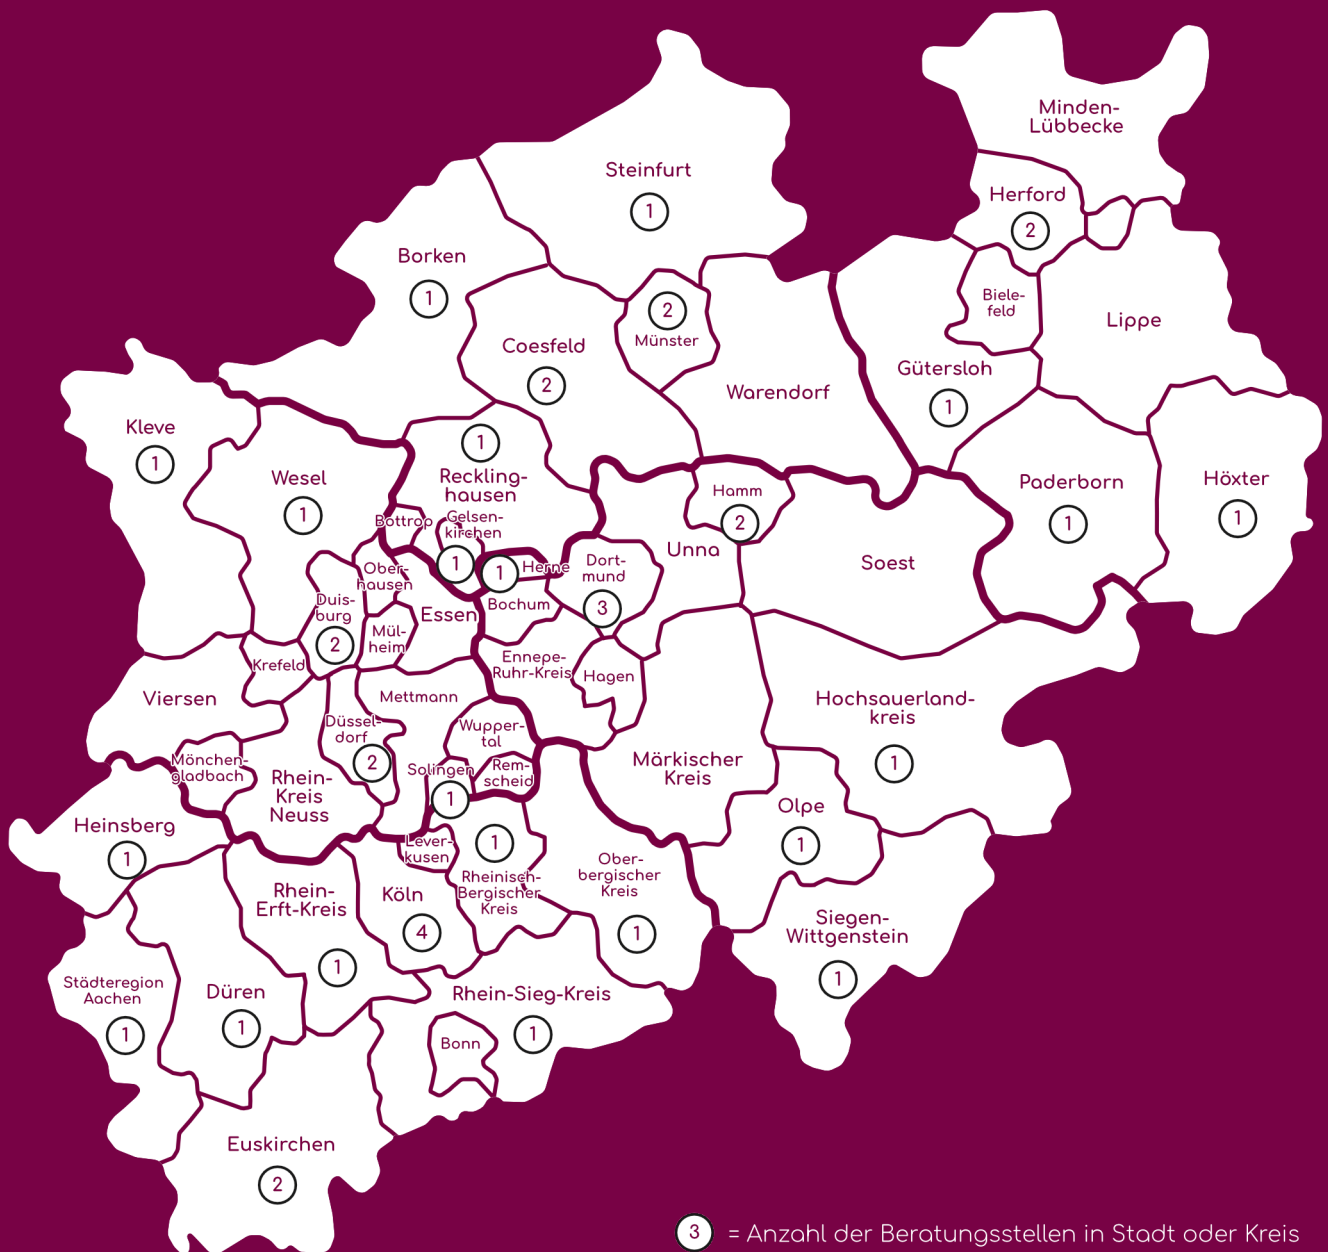 Minden-
Lübbecke
Steinfurt
1
Herford
2
Borken
1
Biele-
feld
Lippe
2
Münster
Coesfeld
2
Gütersloh
1
Warendorf
Kleve
1
1
Reckling-
hausen
Wesel
1
Hamm
2
Paderborn
1
Höxter
1
Bottrop
Gelsen-
kirchen
1
1
Herne
Unna
Soest
Dort-
mund
3
Ober-
hausen
Duis-
burg
2
Essen
Bochum
Mül-
heim
Krefeld
Ennepe-
Ruhr-Kreis
Hagen
Viersen
Mettmann
Hochsauerland-
kreis
1
Düssel-
dorf
2
Wupper-
tal
Mönchen-
gladbach
Rhein-
Kreis
Neuss
Solingen
1
Rem-
scheid
Märkischer
Kreis
Olpe
1
Heinsberg
1
Lever-
kusen
1
Rheinisch-
Bergischer
Kreis
Ober-
bergischer
Kreis
1
Rhein-
Erft-Kreis
1
Köln
4
Siegen-
Wittgenstein
1
Städteregion
Aachen
1
Düren
1
Rhein-Sieg-Kreis
1
Bonn
Euskirchen
2
3 = Anzahl der Beratungsstellen in Stadt oder Kreis